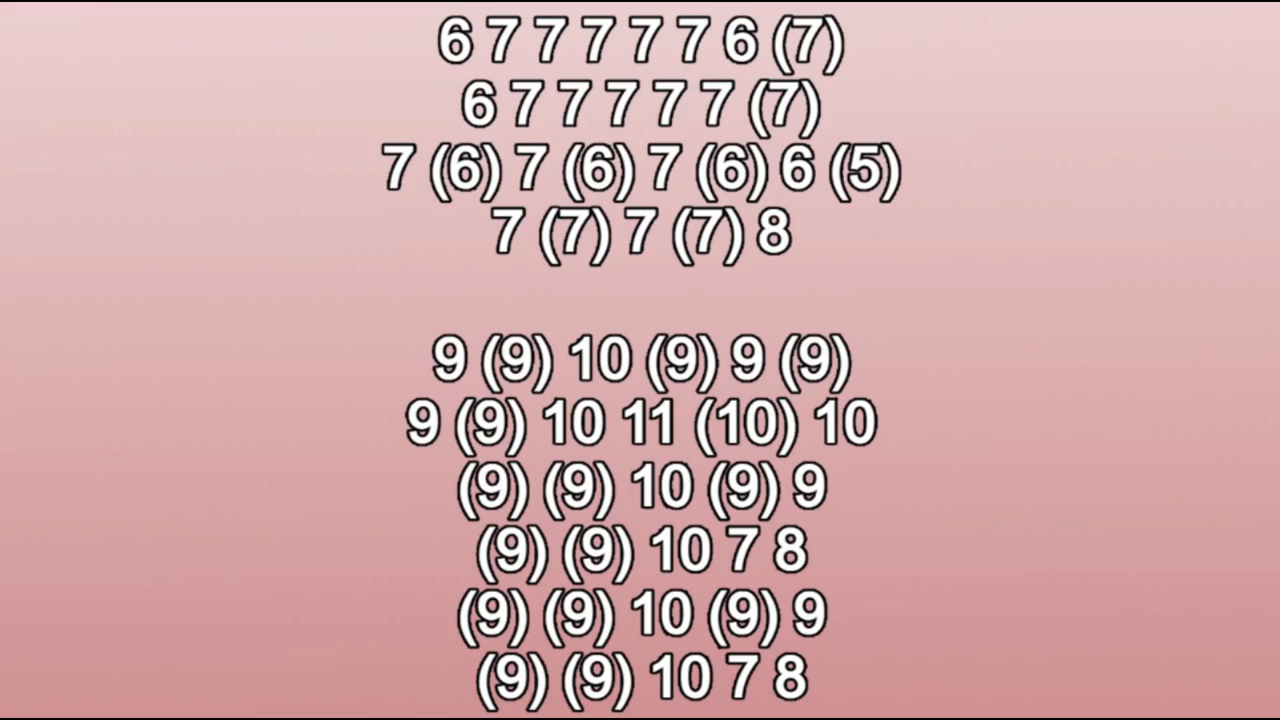 6 7 7 7 7 7 6 (7)
6 7 7 7 7 7 (7)
7 (6) 7 (6) 7 (6) 6 (5)
7 (7) 7 (7) 8
9 (9) 10 (9) 9 (9)
9 (9) 10 11 (10) 10
(9) (9) 10 (9) 9
(9) (9) 10 7 8
(9) (9) 10 (9) 9
(9) (9) 10 7 8